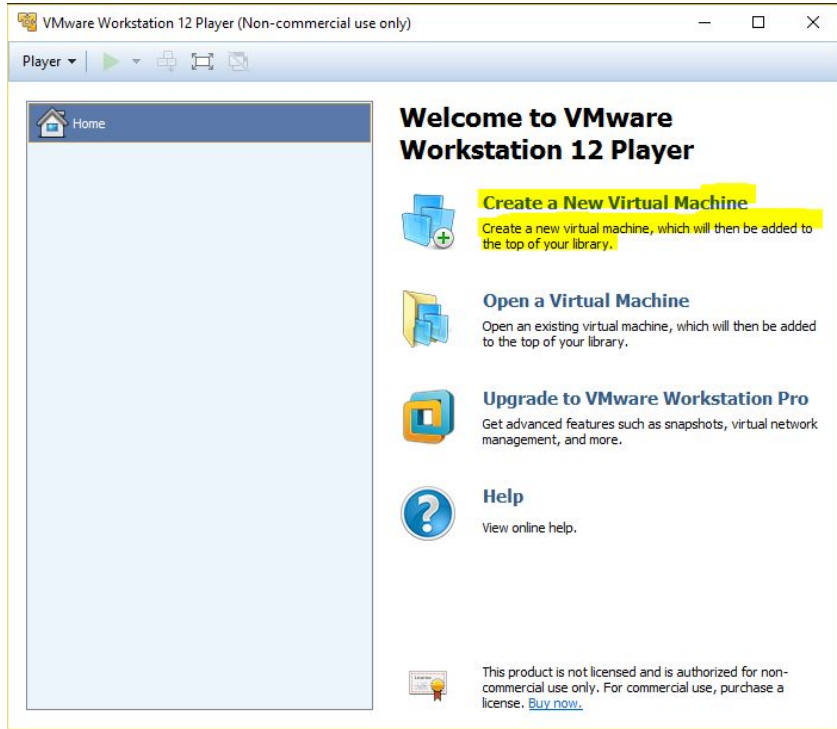 VMware Workstation 12 Player (Non-commercial use only)
Player
Home
Welcome to VMware
Workstation 12 Player
Create a New Virtual Machine
Create a new virtual machine, which will then be added to
the top of your library.
Open a Virtual Machine
Open an existing virtual machine, which will then be added
to the top of your library.
Upgrade to VMware Workstation Pro
Get advanced features such as snapshots, virtual network
management, and more.
Help
View online help.
This product is not licensed and is authorized for non-
commercial use only. For commercial use, purchase a
license. Buy now.